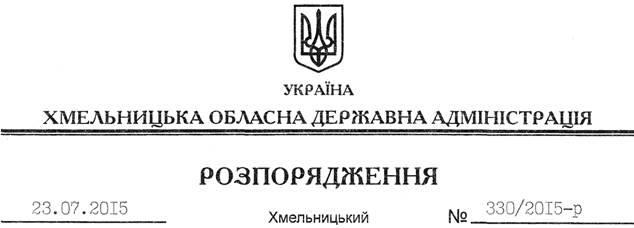 УКРАЇНА
ХМЕЛЬНИЦЬКА ОБЛАСНА ДЕРЖАВНА АДМІНІСТРАЦІЯ
РОЗПОРЯДЖЕННЯ
23.07.2015 Хмельницький № 330/2015-р